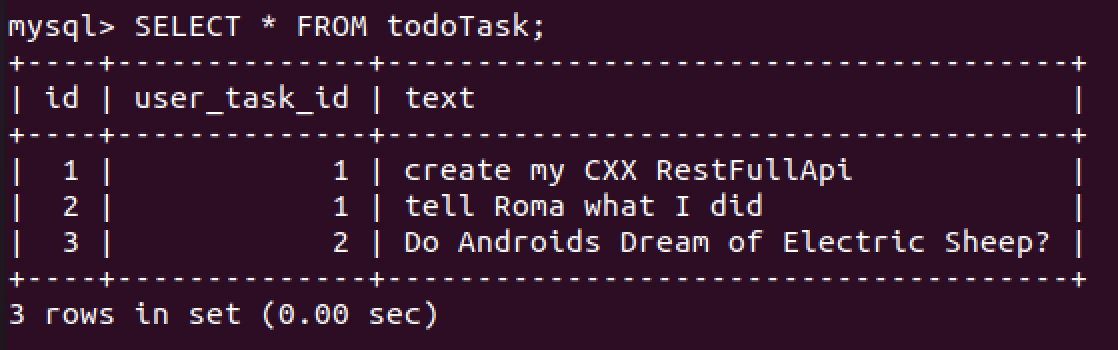 mysql> SELECT * FROM todoTask;
+----+--------------+--------------------------------------+
| id | user_task_id | text                                 |
+----+--------------+--------------------------------------+
|  1 |            1 | create my CXX RestFullApi            |
|  2 |            1 | tell Roma what I did                 |
|  3 |            2 | Do Androids Dream of Electric Sheep? |
+----+--------------+--------------------------------------+
3 rows in set (0.00 sec)